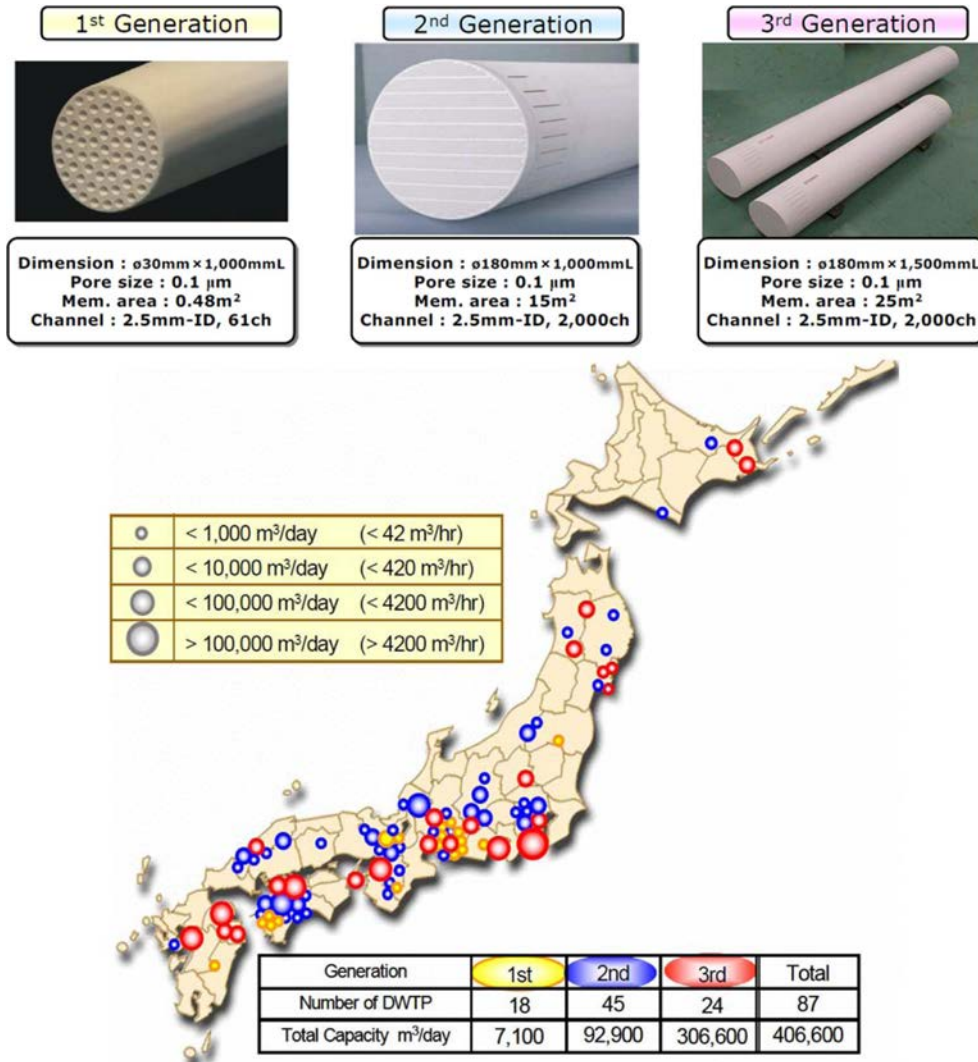 1st Generation
2nd Generation
3rd Generation
Dimension : ø30mm×1,000mmL
Pore size : 0.1 μm
Mem. area : 0.48m²
Channel : 2.5mm-ID, 61ch
Dimension : ø180mm×1,000mmL
Pore size : 0.1 μm
Mem. area : 15m²
Channel : 2.5mm-ID, 2,000ch
Dimension : ø180mm×1,500mmL
Pore size : 0.1 μm
Mem. area : 25m²
Channel : 2.5mm-ID, 2,000ch
< 1,000 m³/day (< 42 m³/hr)
< 10,000 m³/day (< 420 m³/hr)
< 100,000 m³/day (< 4200 m³/hr)
> 100,000 m³/day (> 4200 m³/hr)
Generation 1st 2nd 3rd Total
Number of DWTP 18 45 24 87
Total Capacity m³/day 7,100 92,900 306,600 406,600